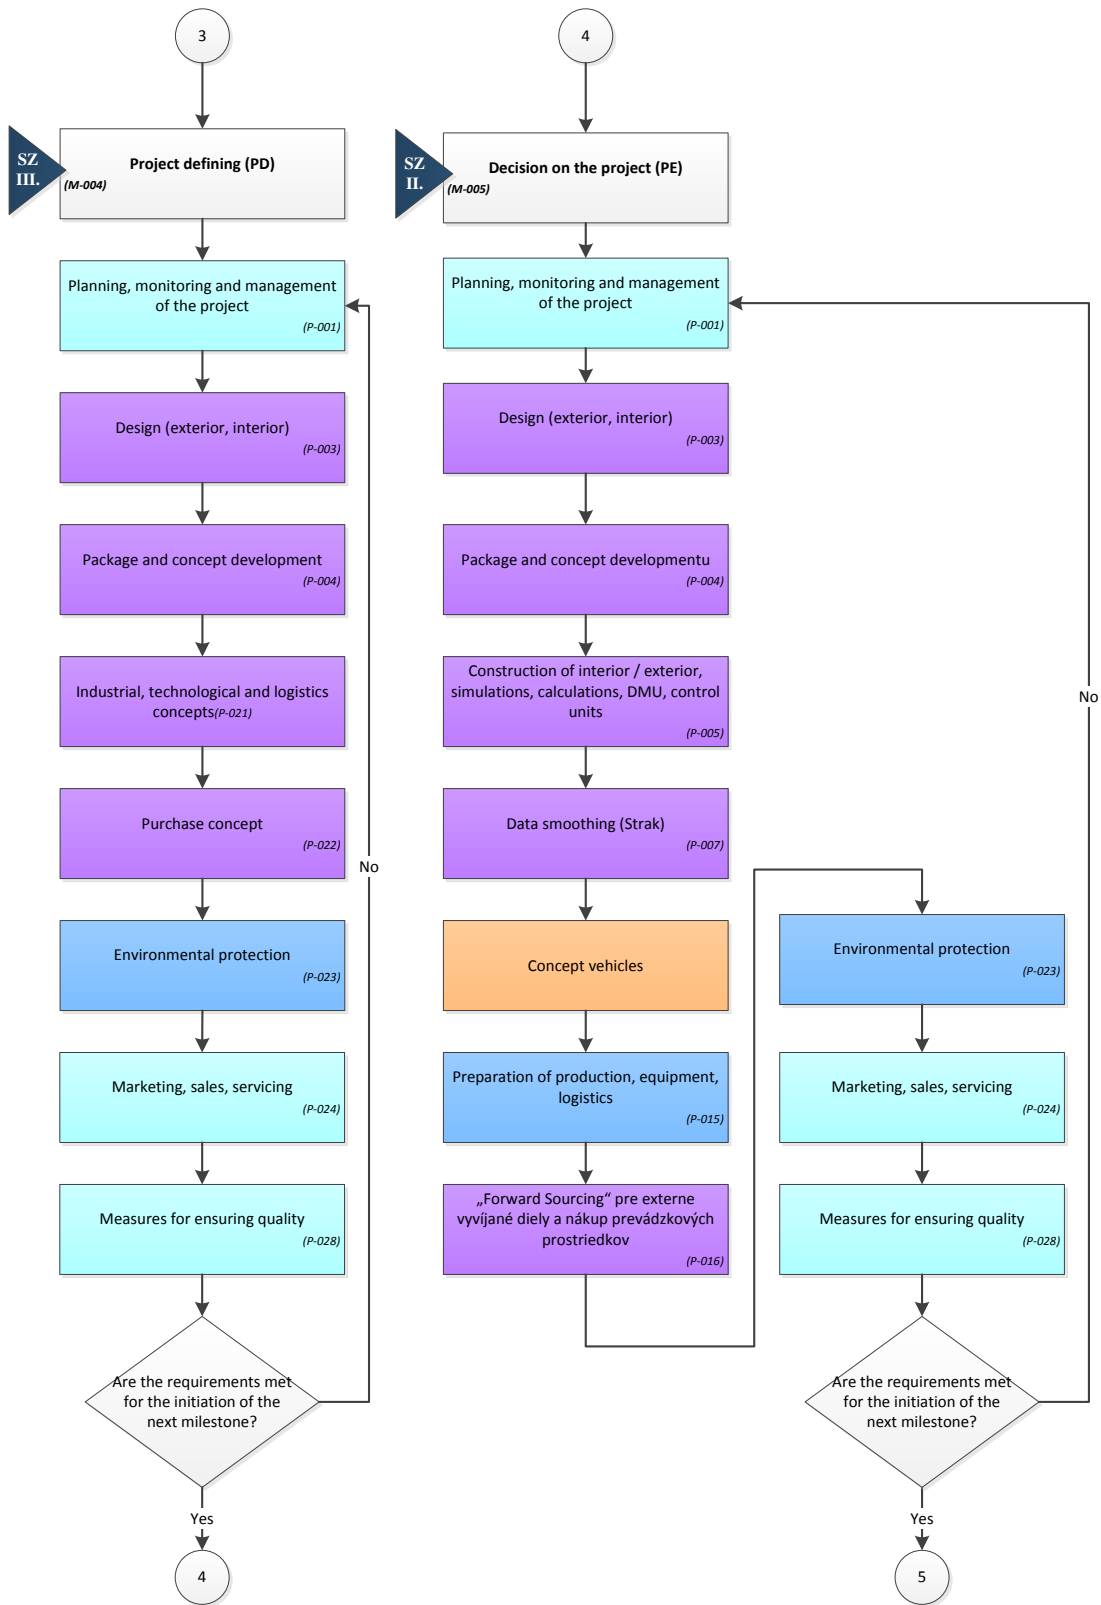 3
SZ
III.
Project defining (PD)
(M-004)
Planning, monitoring and management
of the project
(P-001)
Design (exterior, interior)
(P-003)
Package and concept development
(P-004)
Industrial, technological and logistics
concepts(P-021)
Purchase concept
(P-022)
No
Environmental protection
(P-023)
Marketing, sales, servicing
(P-024)
Measures for ensuring quality
(P-028)
Are the requirements met
for the initiation of the
next milestone?
Yes
4
4
SZ
II.
Decision on the project (PE)
(M-005)
Planning, monitoring and management
of the project
(P-001)
Design (exterior, interior)
(P-003)
Package and concept developmentu
(P-004)
Construction of interior / exterior,
simulations, calculations, DMU, control
units
(P-005)
Data smoothing (Strak)
(P-007)
Concept vehicles
Preparation of production, equipment,
logistics
(P-015)
„Forward Sourcing“ pre externe
vyvíjané diely a nákup prevádzkových
prostriedkov
(P-016)
No
Environmental protection
(P-023)
Marketing, sales, servicing
(P-024)
Measures for ensuring quality
(P-028)
Are the requirements met
for the initiation of the
next milestone?
Yes
5